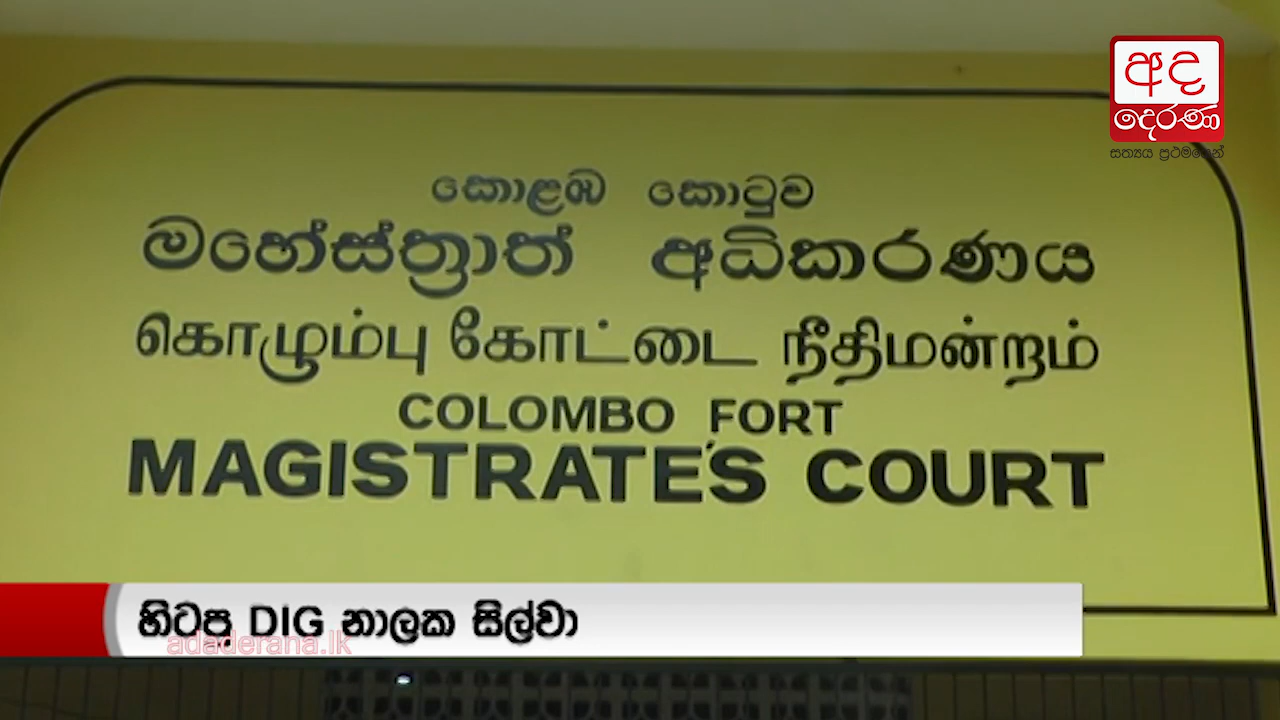 අද
දෙරණ
සත්‍යය ප්‍රථමයෙන්
කොළඹ කොටුව
මහේස්ත්‍රාත් අධිකරණය
கொழும்பு கோட்டை நீதிமன்றம்
COLOMBO FORT
MAGISTRATE'S COURT
හිටපු DIG නාලක සිල්වා
adaderana.lk